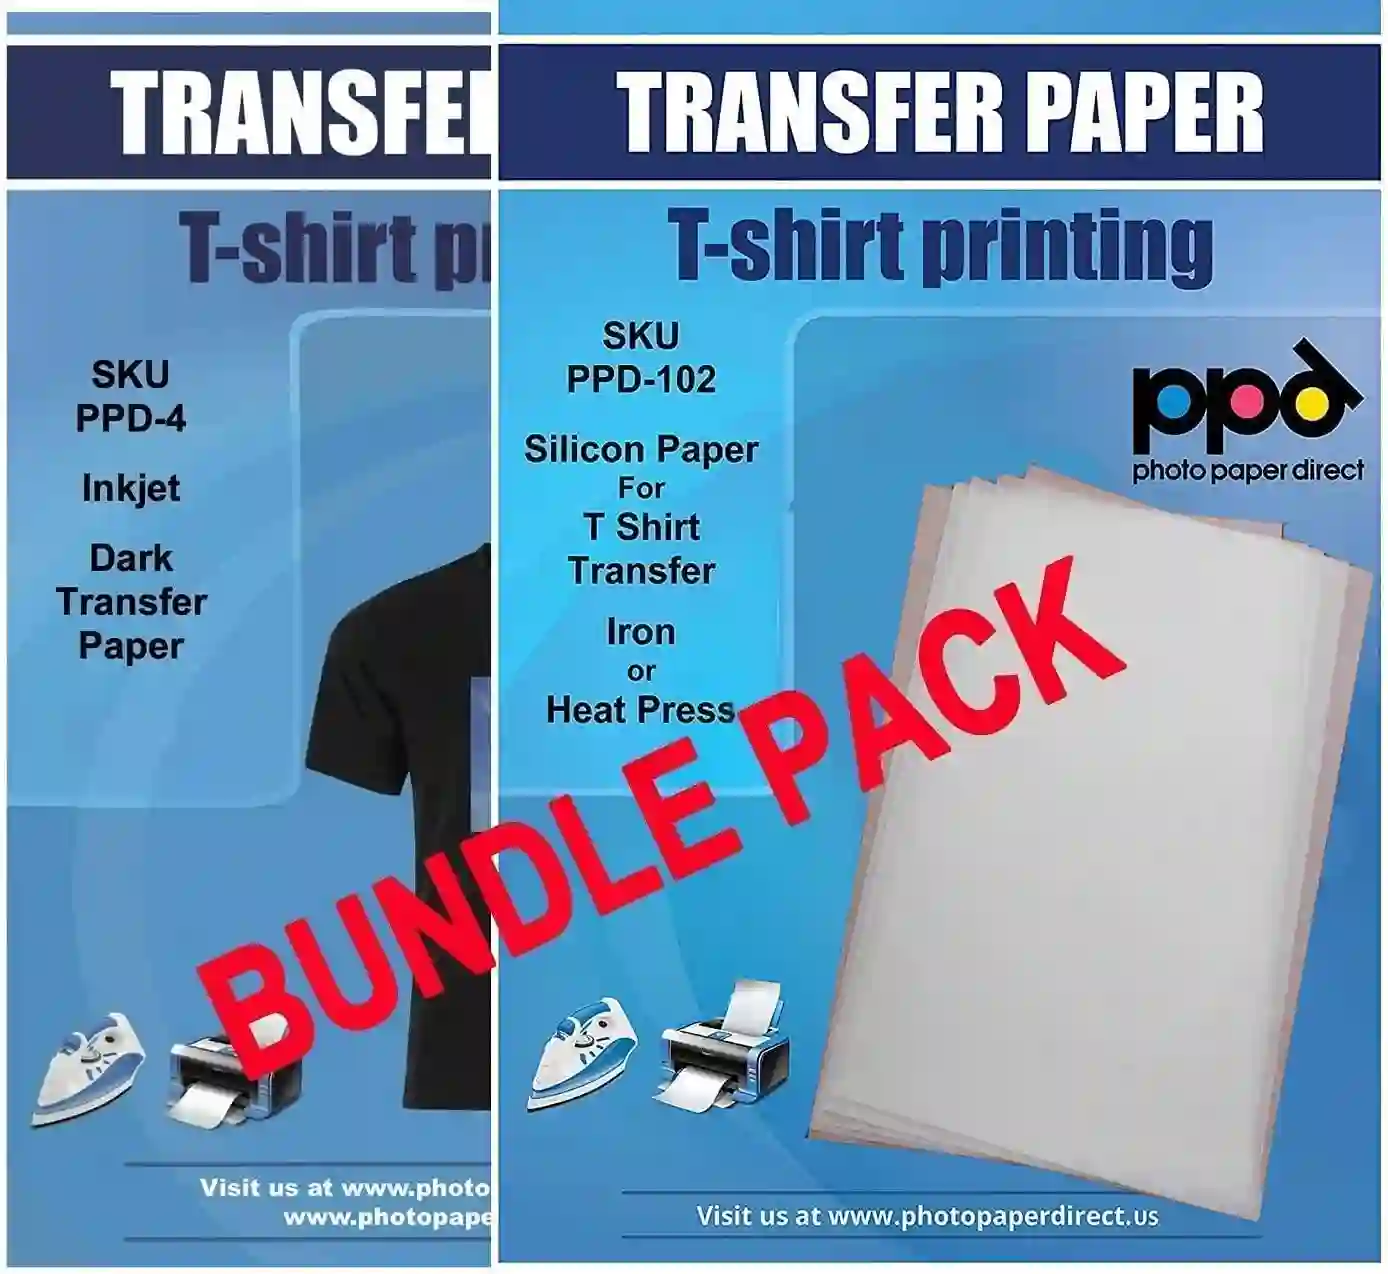 TRANSFE
T-shirt
SKU
PPD-4
Inkjet
Dark
Transfer
Paper
Visit us at www.photo
www.photopape
TRANSFER PAPER
T-shirt printing
SKU
PPD-102
Silicon Paper
For
T Shirt
Transfer
Iron
or
Heat Press
ppd
photo paper direct
BUNDLE PACK
Visit us at www.photopaperdirect.us